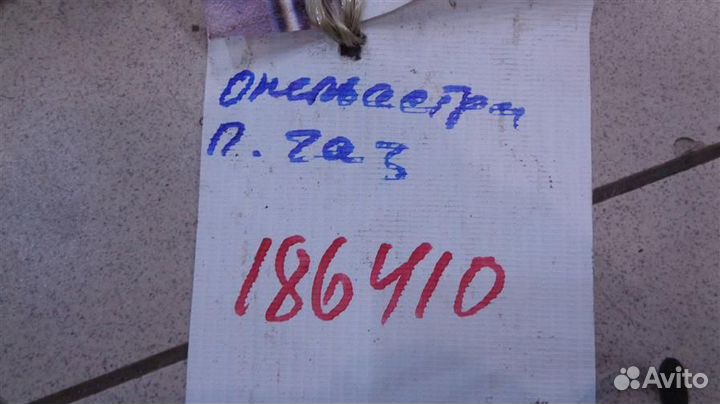 Опельастра
П. газ
186410
Avito